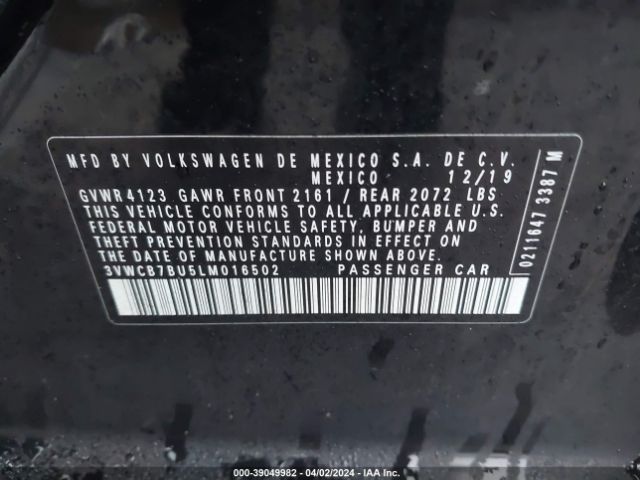 MFD BY VOLKSWAGEN DE MEXICO S.A. DE C.V.
MEXICO 12/19
GVWR 4123 GAWR FRONT 2161 / REAR 2072 LBS
THIS VEHICLE CONFORMS TO ALL APPLICABLE U.S.
FEDERAL MOTOR VEHICLE SAFETY, BUMPER AND
THEFT PREVENTION STANDARDS IN EFFECT ON
THE DATE OF MANUFACTURE SHOWN ABOVE.
3VWCB7BU5LM016502 PASSENGER CAR
0211647 3387 M
000-39049982 - 04/02/2024 - IAA Inc.